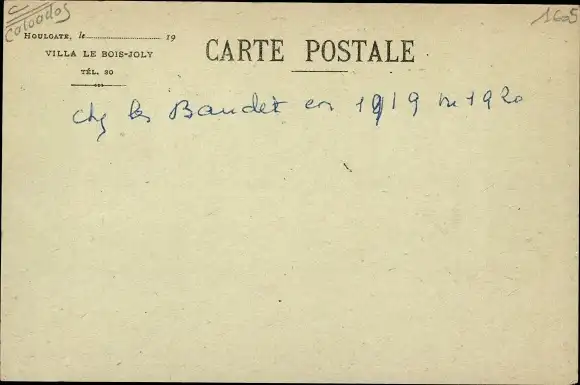 Calvados
1605
HOULGATE, le 19
VILLA LE BOIS-JOLY
TÉL. 80
CARTE POSTALE
chez les Baudet en 1919 ou 1920